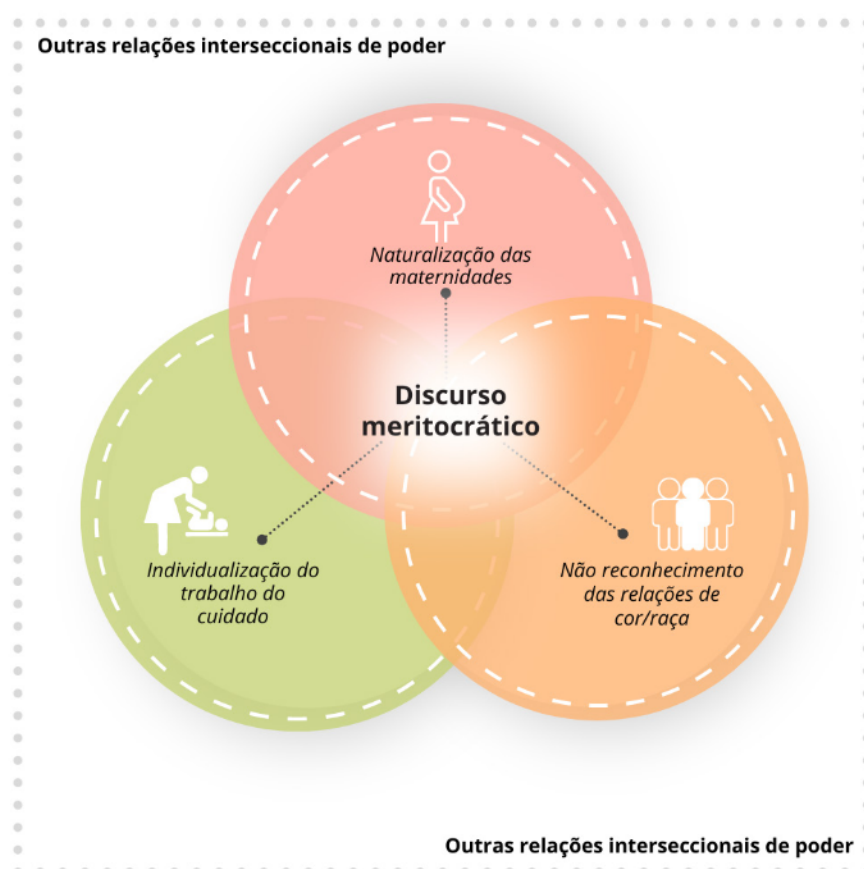 Outras relações interseccionais de poder
Naturalização das
maternidades
Discurso
meritocrático
Individualização do
trabalho do
cuidado
Não reconhecimento
das relações de
cor/raça
Outras relações interseccionais de poder